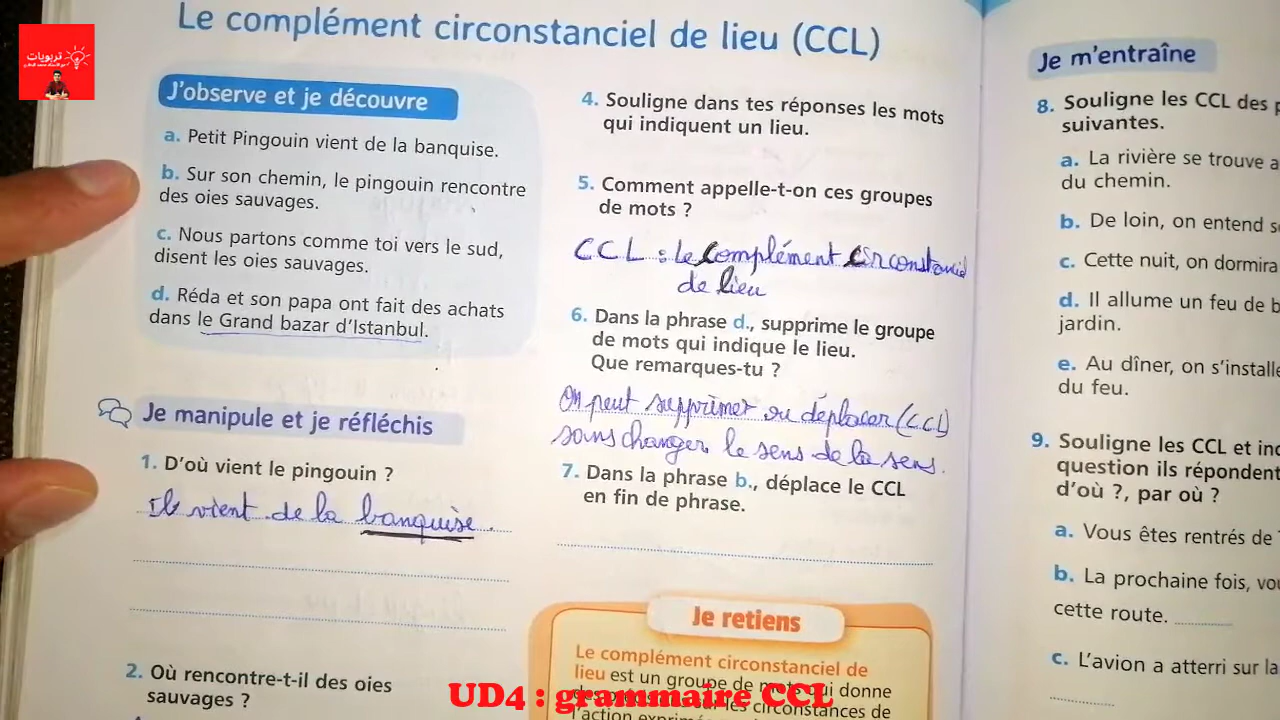 Le complément circonstanciel de lieu (CCL)
تربويات
J'observe et je découvre
a. Petit Pingouin vient de la banquise.
b. Sur son chemin, le pingouin rencontre
des oies sauvages.
c. Nous partons comme toi vers le sud,
disent les oies sauvages.
d. Réda et son papa ont fait des achats
dans le Grand bazar d'Istanbul.
Je manipule et je réfléchis
1. D'où vient le pingouin ?
Il vient de la banquise.
2. Où rencontre-t-il des oies
sauvages ?
4. Souligne dans tes réponses les mots
qui indiquent un lieu.
5. Comment appelle-t-on ces groupes
de mots ?
CCL : le complément circonstanciel
de lieu
6. Dans la phrase d., supprime le groupe
de mots qui indique le lieu.
Que remarques-tu ?
On peut supprimer ou déplacer (CCL)
sans changer le sens de la sens.
7. Dans la phrase b., déplace le CCL
en fin de phrase.
Je retiens
Le complément circonstanciel de
lieu est un groupe de mots qui donne
les circonstances de
l'action
Je m'entraîne
8. Souligne les CCL des
suivantes.
a. La rivière se trouve
du chemin.
b. De loin, on entend
c. Cette nuit, on dormira
d. Il allume un feu de
jardin.
e. Au dîner, on s'installe
du feu.
9. Souligne les CCL et
question ils répondent
d'où ?, par où ?
a. Vous êtes rentrés de
b. La prochaine fois,
cette route.
c. L'avion a atterri sur la
UD4 : grammaire CCL